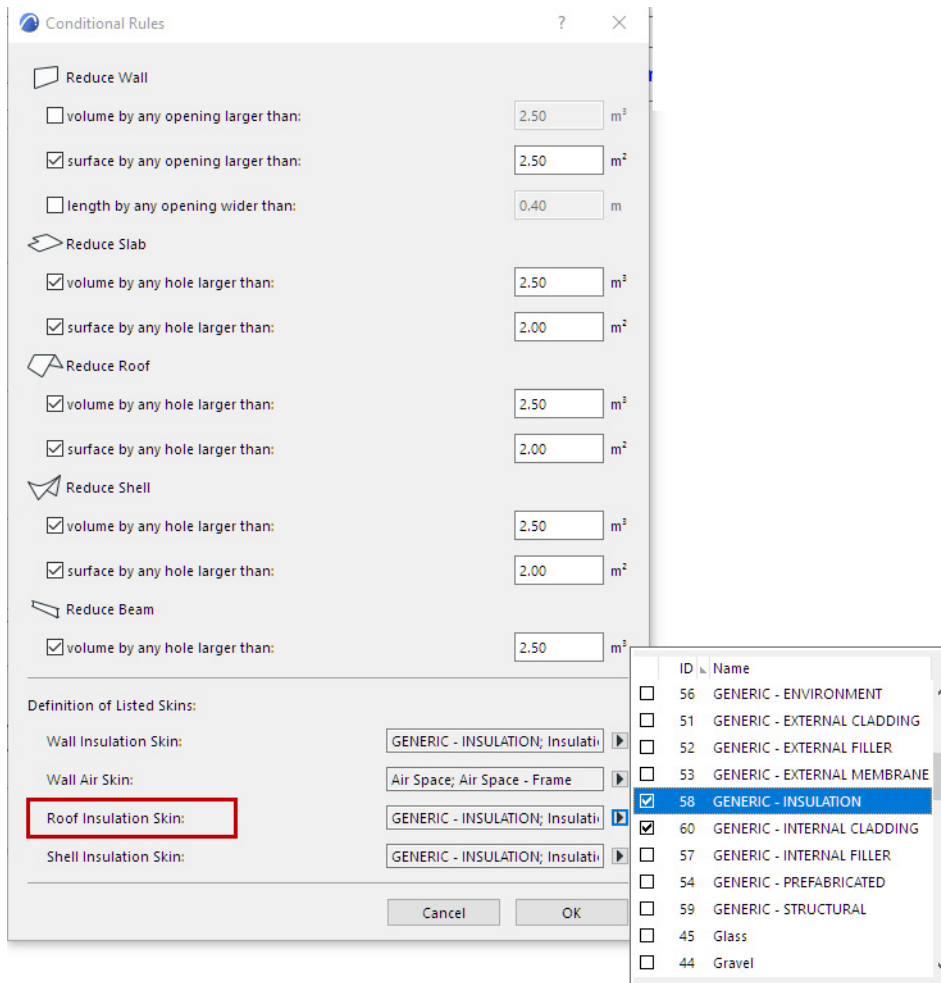 Conditional Rules ? ×
Reduce Wall
volume by any opening larger than: 2.50 m³
surface by any opening larger than: 2.50 m²
length by any opening wider than: 0.40 m
Reduce Slab
volume by any hole larger than: 2.50 m³
surface by any hole larger than: 2.00 m²
Reduce Roof
volume by any hole larger than: 2.50 m³
surface by any hole larger than: 2.00 m²
Reduce Shell
volume by any hole larger than: 2.50 m³
surface by any hole larger than: 2.00 m²
Reduce Beam
volume by any hole larger than: 2.50 m³
Definition of Listed Skins:
Wall Insulation Skin: GENERIC - INSULATION; Insulati
Wall Air Skin: Air Space; Air Space - Frame
Roof Insulation Skin: GENERIC - INSULATION; Insulati
Shell Insulation Skin: GENERIC - INSULATION; Insulati
Cancel OK
ID Name
56 GENERIC - ENVIRONMENT
51 GENERIC - EXTERNAL CLADDING
52 GENERIC - EXTERNAL FILLER
53 GENERIC - EXTERNAL MEMBRANE
58 GENERIC - INSULATION
60 GENERIC - INTERNAL CLADDING
57 GENERIC - INTERNAL FILLER
54 GENERIC - PREFABRICATED
59 GENERIC - STRUCTURAL
45 Glass
44 Gravel